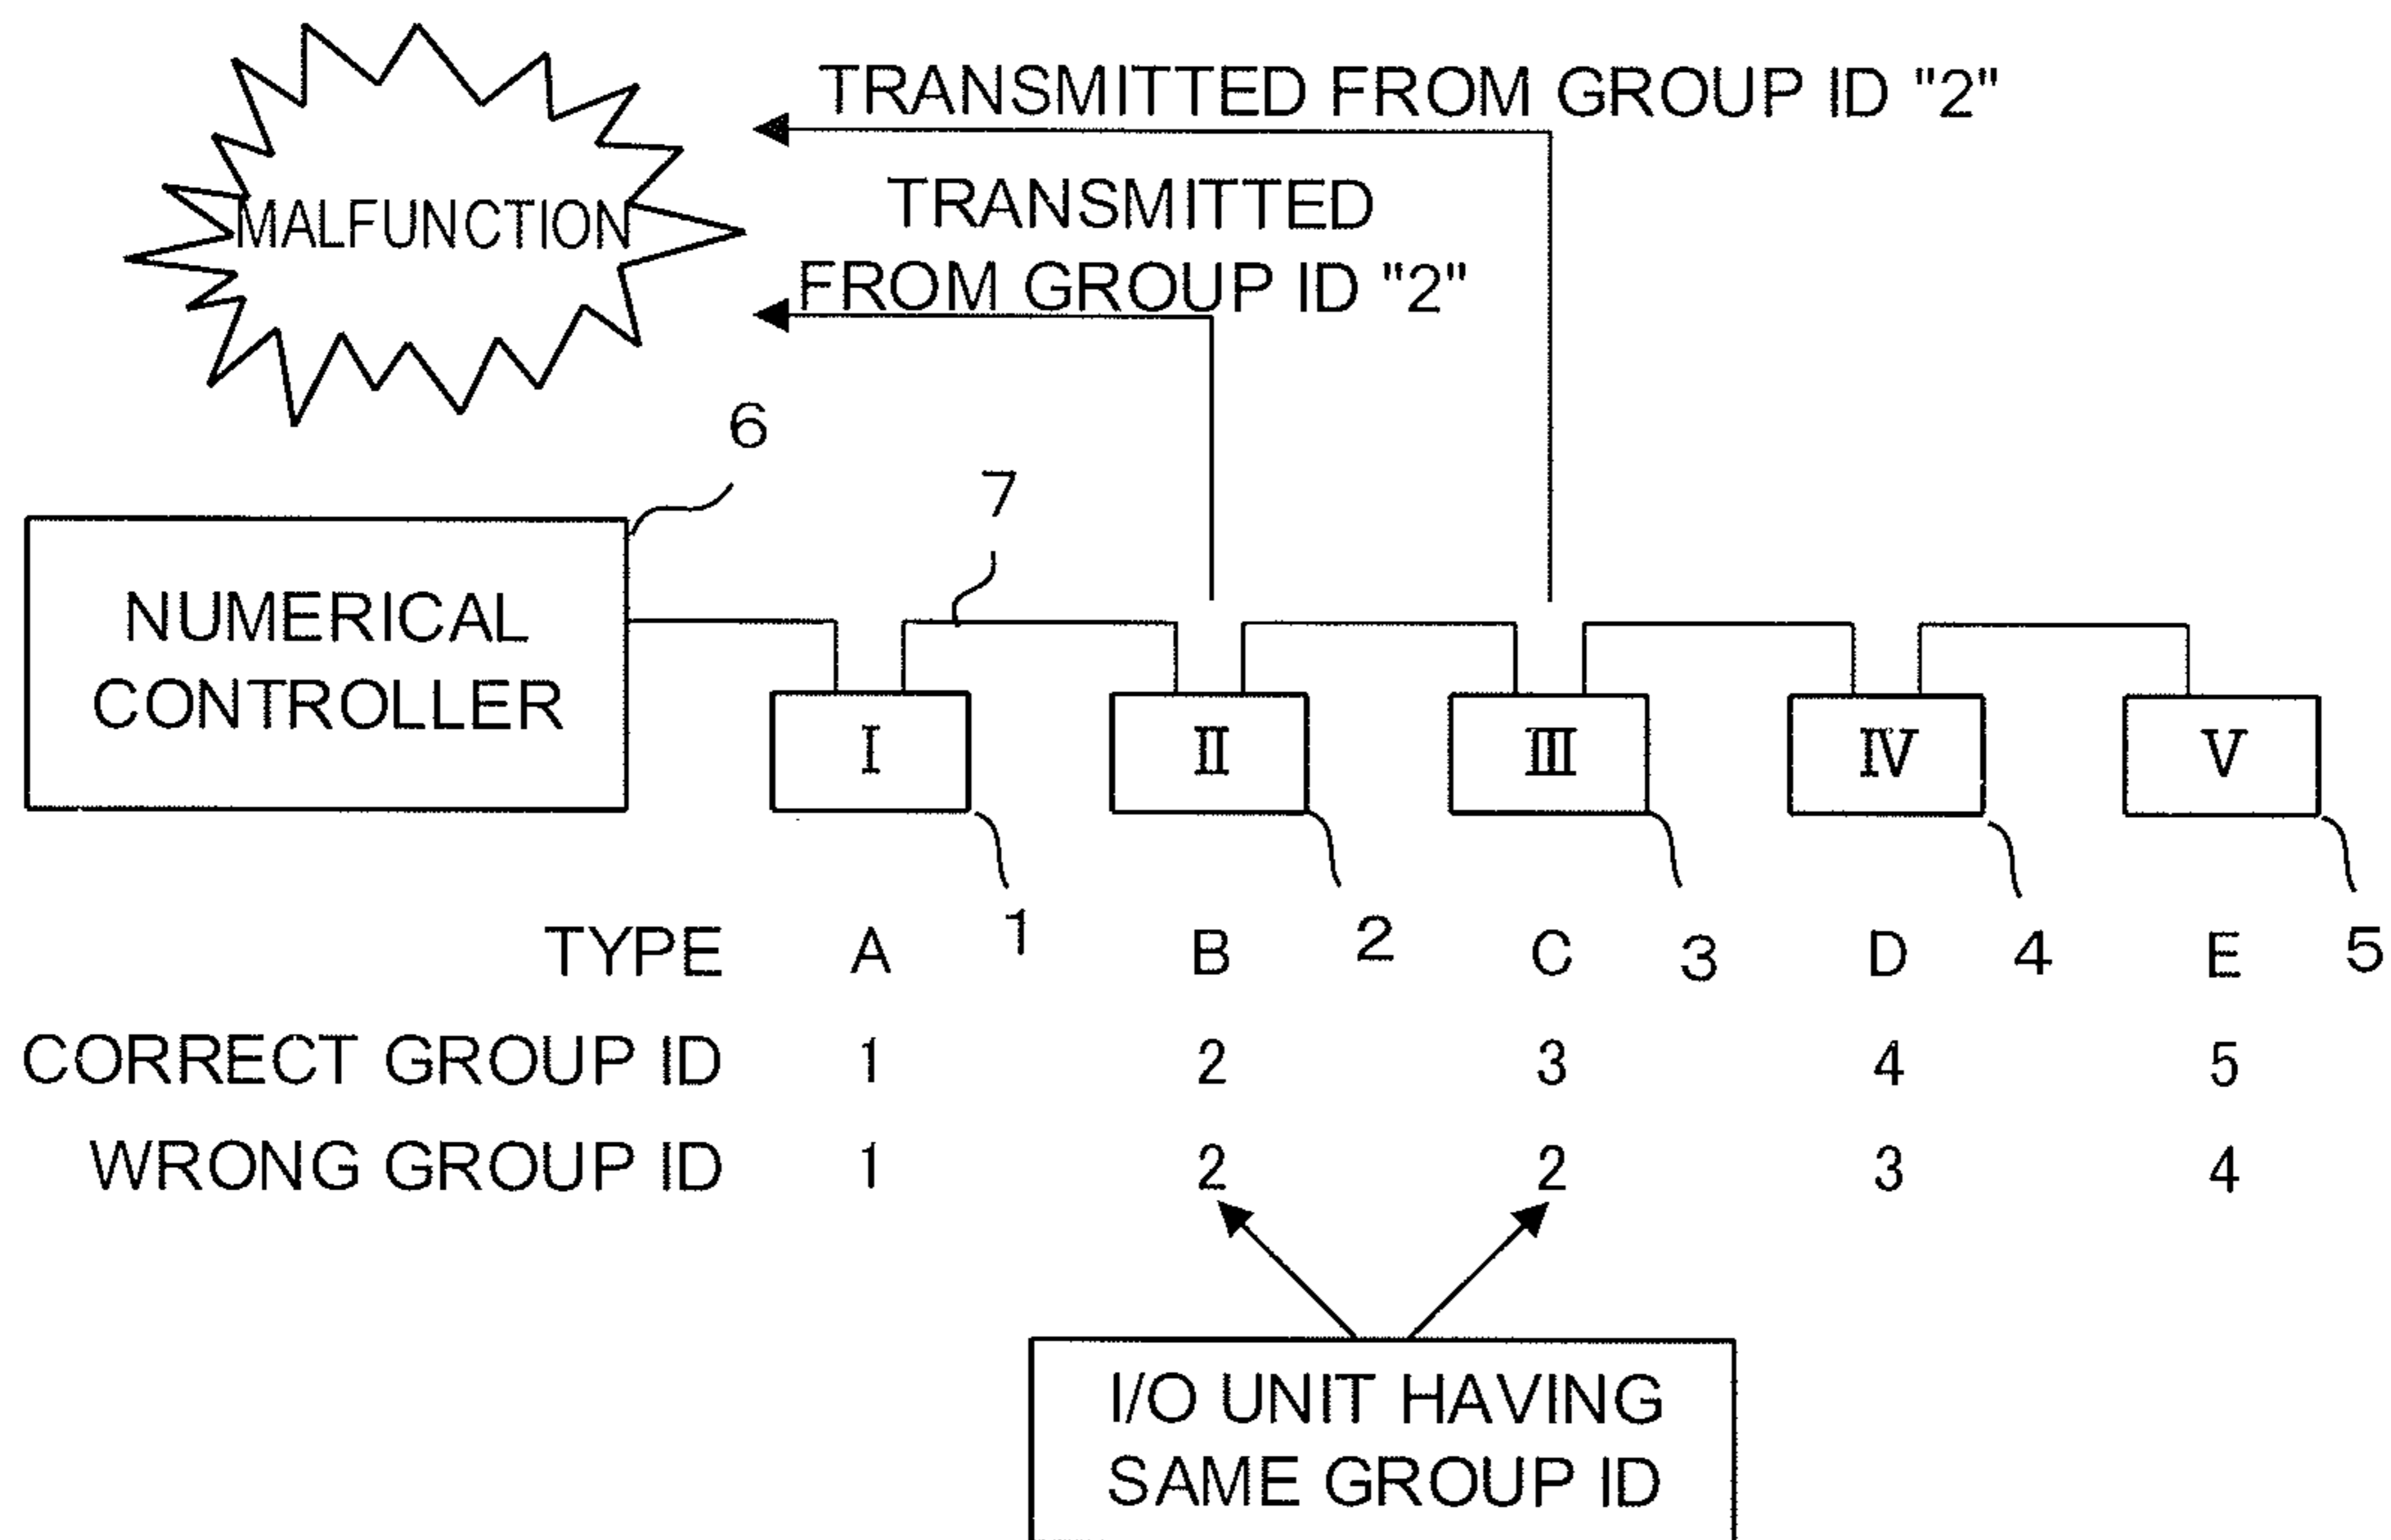 TRANSMITTED FROM GROUP ID "2"
TRANSMITTED
FROM GROUP ID "2"
MALFUNCTION
6
7
NUMERICAL
CONTROLLER
I II III IV V
TYPE A 1 B 2 C 3 D 4 E 5
CORRECT GROUP ID 1 2 3 4 5
WRONG GROUP ID 1 2 2 3 4
I/O UNIT HAVING
SAME GROUP ID